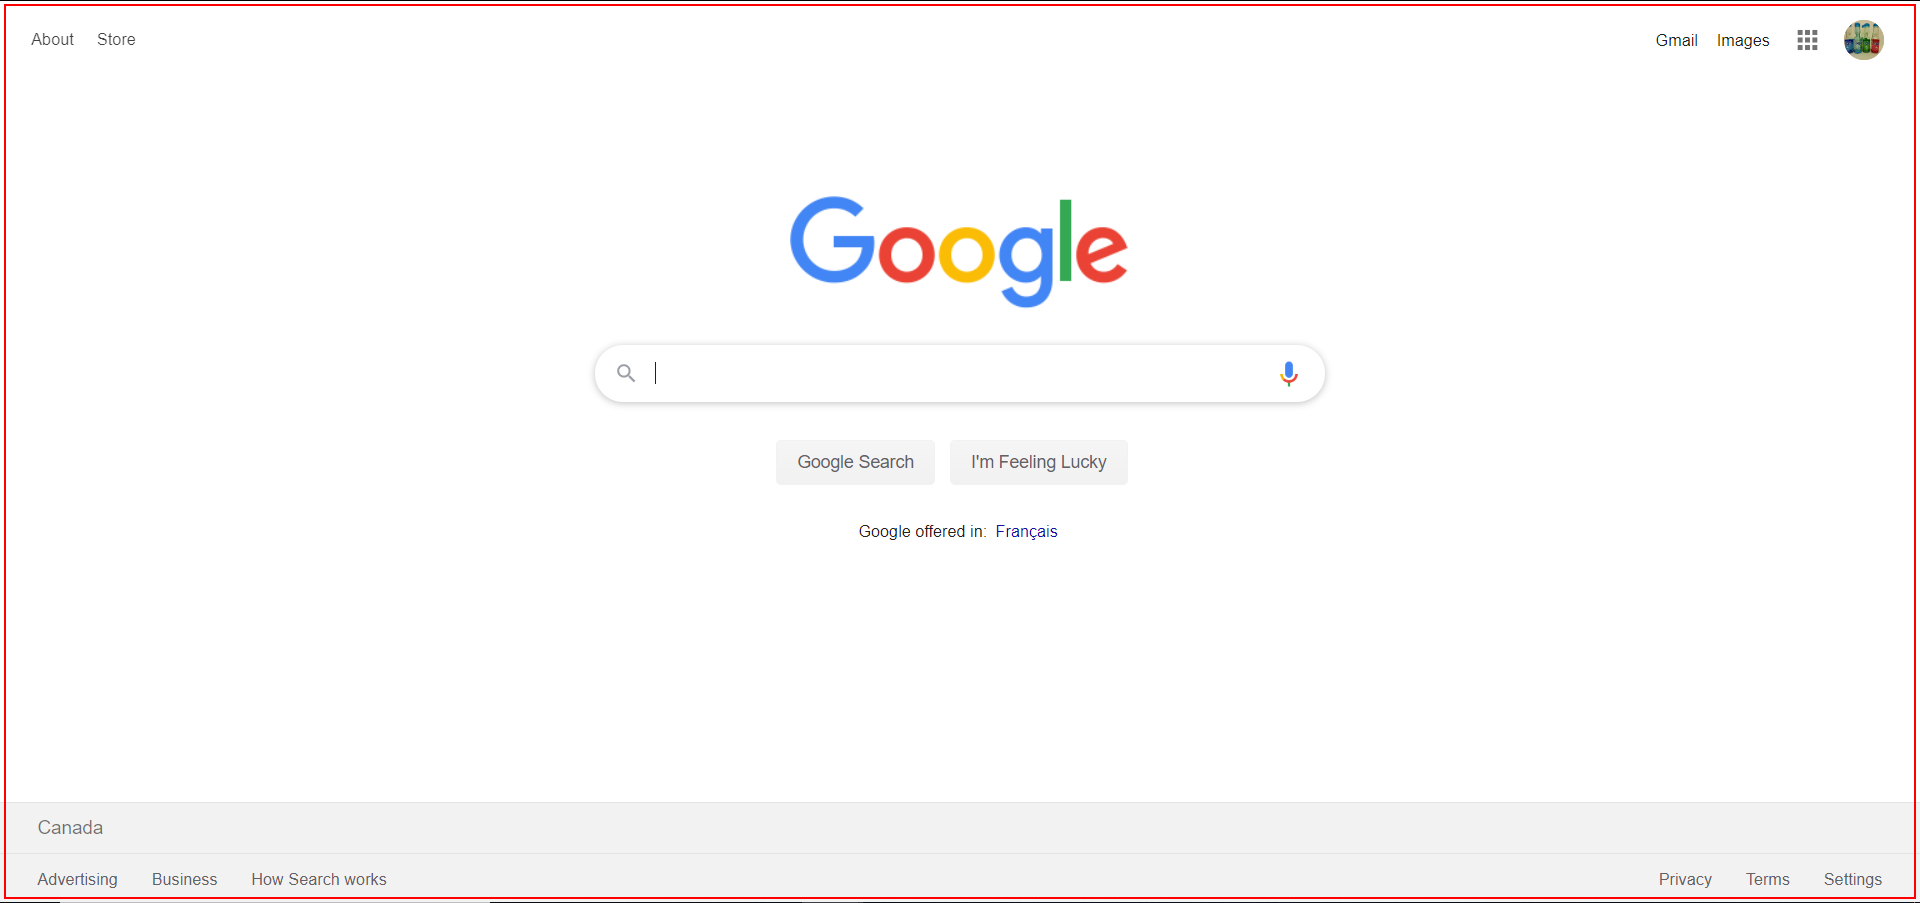 About Store Gmail Images
Google
Google Search I'm Feeling Lucky
Google offered in: Français
Canada
Advertising Business How Search works Privacy Terms Settings